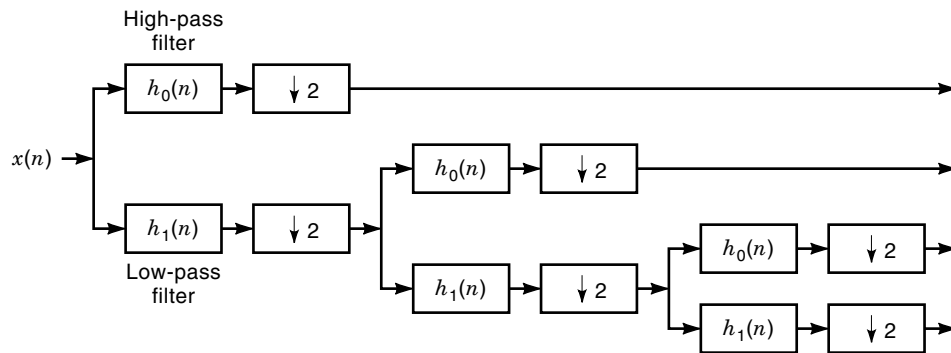 High-pass
filter
h₀(n)
↓ 2
x(n)
h₀(n)
↓ 2
h₁(n)
↓ 2
Low-pass
filter
h₀(n)
↓ 2
h₁(n)
↓ 2
h₁(n)
↓ 2